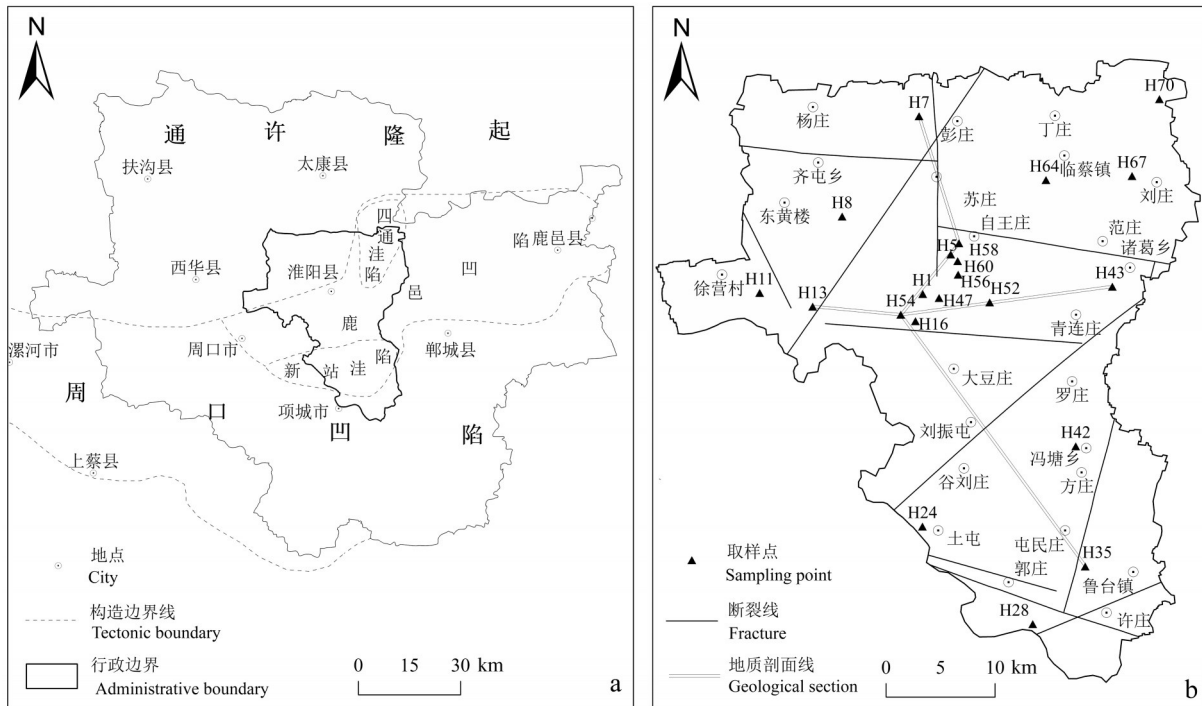 N
通 许 隆 起
扶沟县
太康县
四
通
洼
陷
陷 鹿邑县
西华县
淮阳县
凹
邑
鹿
漯河市
周口市
郸城县
新 站 洼 陷
周 口 凹 陷
项城市
上蔡县
地点
City
构造边界线
Tectonic boundary
行政边界
Administrative boundary
0 15 30 km
a
N
H70
杨庄
H7
彭庄
丁庄
齐屯乡
H64
临蔡镇
H67
刘庄
东黄楼
H8
苏庄
自王庄
范庄
诸葛乡
H5
H58
H60
H56
H43
徐营村
H11
H13
H1
H47
H52
H54
H16
青连庄
大豆庄
罗庄
刘振屯
H42
冯塘乡
谷刘庄
方庄
H24
土屯
屯民庄
郭庄
H35
鲁台镇
H28
许庄
取样点
Sampling point
断裂线
Fracture
地质剖面线
Geological section
0 5 10 km
b